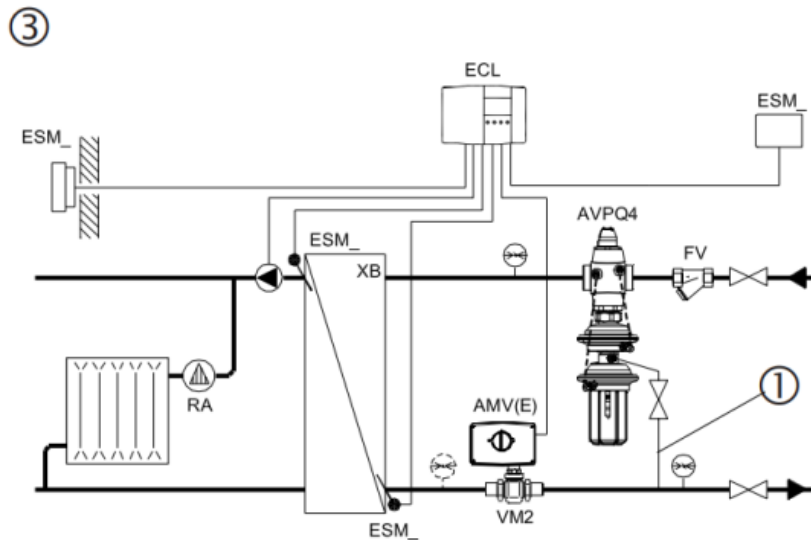 ③
ECL
ESM_
ESM_
AVPQ4
ESM_
XB
FV
RA
AMV(E)
①
VM2
ESM_